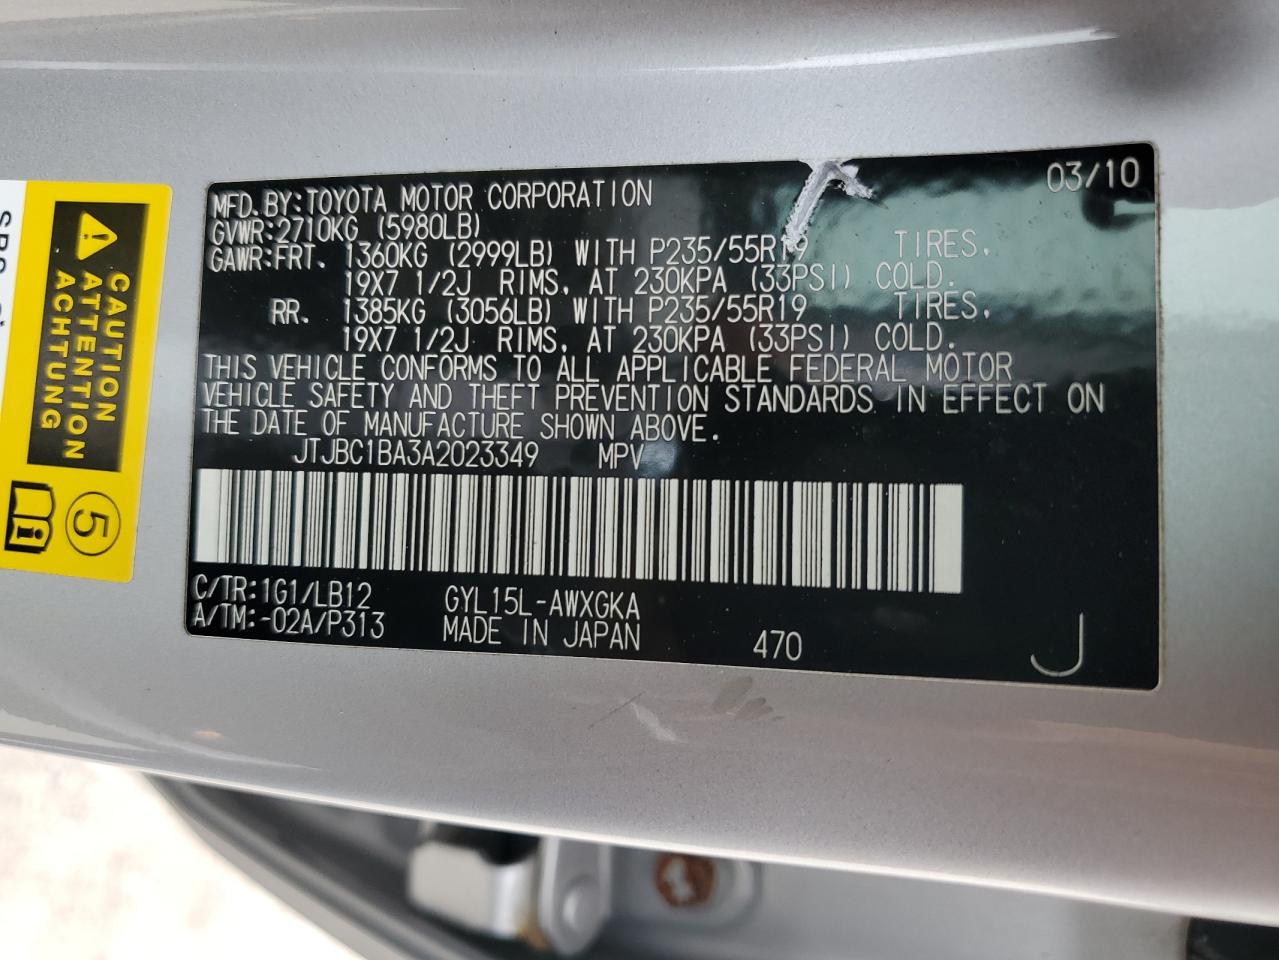 03/10
MFD.BY:TOYOTA MOTOR CORPORATION
GVWR:2710KG (5980LB)
GAWR:FRT. 1360KG (2999LB) WITH P235/55R19 TIRES,
19X7 1/2J RIMS, AT 230KPA (33PSI) COLD.
RR. 1385KG (3056LB) WITH P235/55R19 TIRES,
19X7 1/2J RIMS, AT 230KPA (33PSI) COLD.
THIS VEHICLE CONFORMS TO ALL APPLICABLE FEDERAL MOTOR
VEHICLE SAFETY AND THEFT PREVENTION STANDARDS IN EFFECT ON
THE DATE OF MANUFACTURE SHOWN ABOVE.
JTJBC1BA3A2023349 MPV
C/TR:1G1/LB12 GYL15L-AWXGKA
A/TM:-02A/P313 MADE IN JAPAN 470 J
CAUTION
ATTENTION
ACHTUNG
5
i